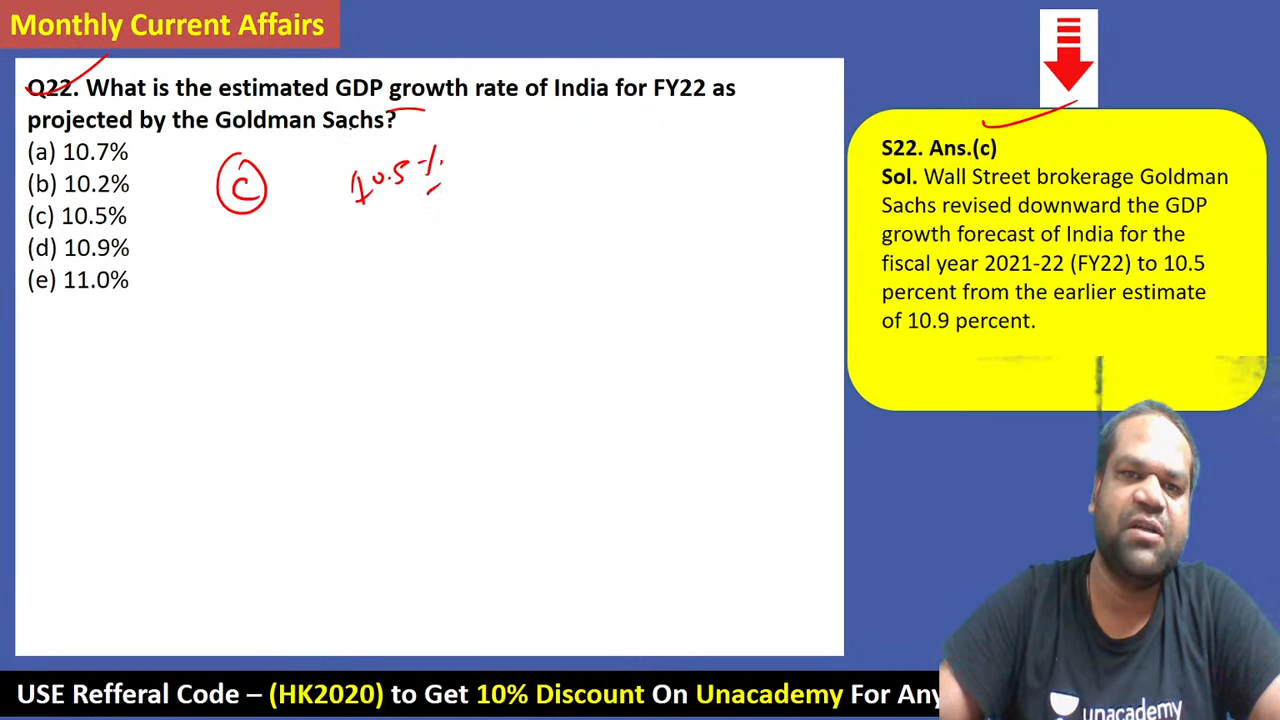 Monthly Current Affairs
Q22. What is the estimated GDP growth rate of India for FY22 as
projected by the Goldman Sachs?
(a) 10.7%
(b) 10.2%
(c) 10.5%
(d) 10.9%
(e) 11.0%
C
10.5%
S22. Ans.(c)
Sol. Wall Street brokerage Goldman
Sachs revised downward the GDP
growth forecast of India for the
fiscal year 2021-22 (FY22) to 10.5
percent from the earlier estimate
of 10.9 percent.
USE Refferal Code – (HK2020) to Get 10% Discount On Unacademy For Any
unacademy